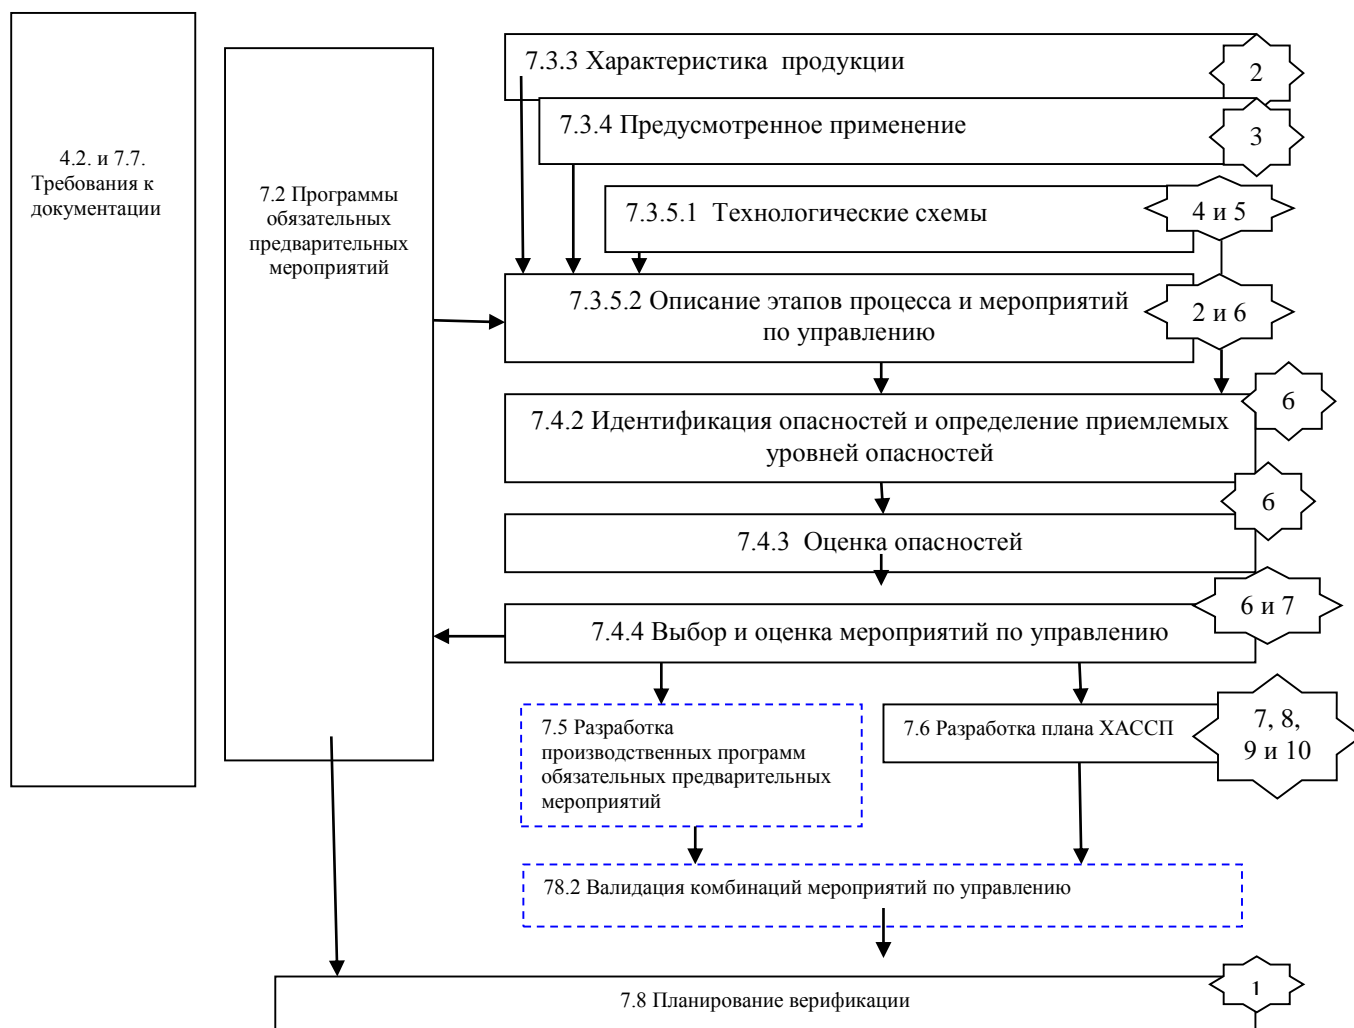 7.3.3 Характеристика продукции
2
7.3.4 Предусмотренное применение
3
4.2. и 7.7.
Требования к
документации
7.2 Программы
обязательных
предварительных
мероприятий
7.3.5.1 Технологические схемы
4 и 5
7.3.5.2 Описание этапов процесса и мероприятий
по управлению
2 и 6
7.4.2 Идентификация опасностей и определение приемлемых
уровней опасностей
6
7.4.3 Оценка опасностей
6
7.4.4 Выбор и оценка мероприятий по управлению
6 и 7
7.5 Разработка
производственных программ
обязательных предварительных
мероприятий
7.6 Разработка плана ХАССП
7, 8,
9 и 10
78.2 Валидация комбинаций мероприятий по управлению
7.8 Планирование верификации
1